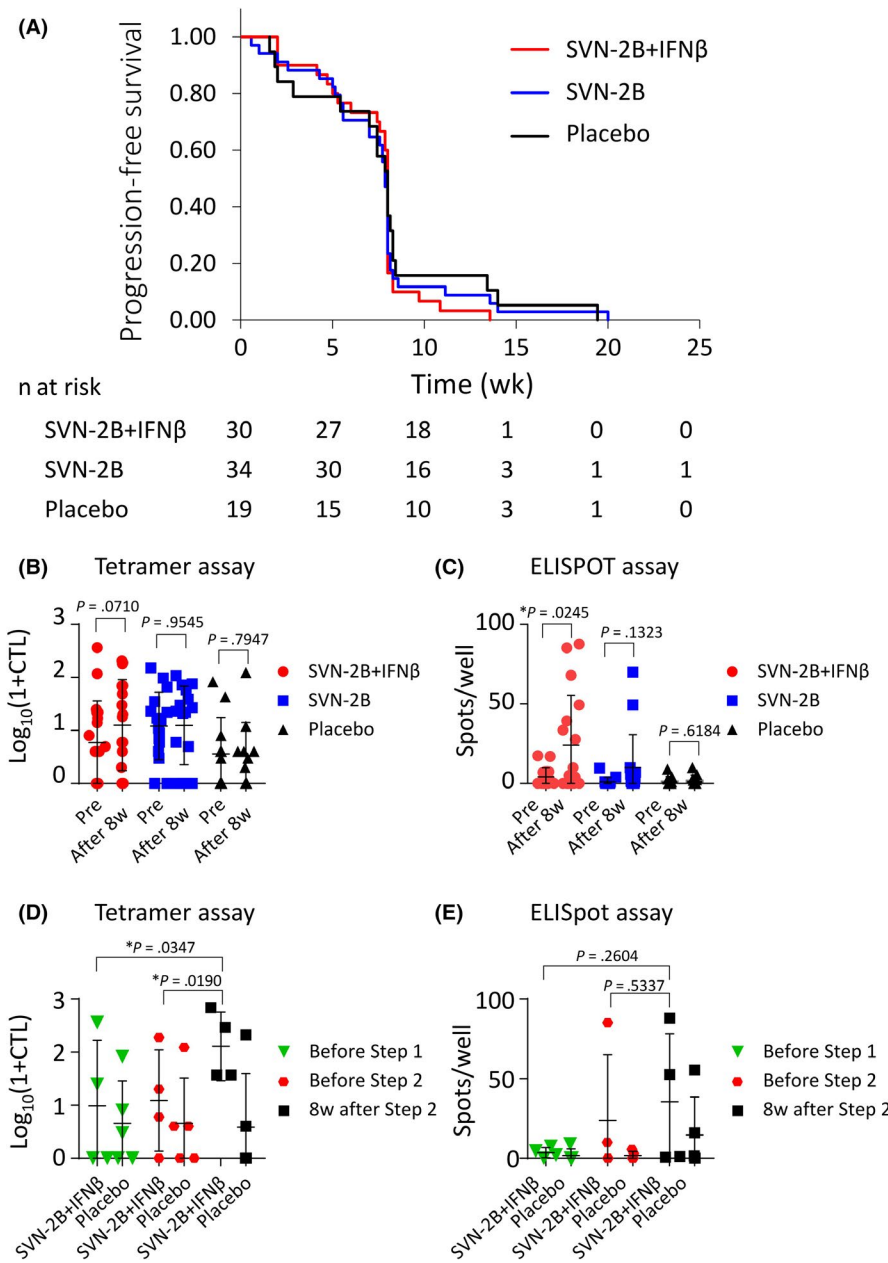 (A)
Progression-free survival
1.00
0.80
0.60
0.40
0.20
0.00
0 5 10 15 20 25
Time (wk)
SVN-2B+IFNβ
SVN-2B
Placebo
n at risk
SVN-2B+IFNβ 30 27 18 1 0 0
SVN-2B 34 30 16 3 1 1
Placebo 19 15 10 3 1 0
(B) Tetramer assay
P = .0710
P = .9545
P = .7947
Log10(1+CTL)
3
2
1
0
Pre After 8w Pre After 8w Pre After 8w
SVN-2B+IFNβ
SVN-2B
Placebo
(C) ELISPOT assay
*P = .0245
P = .1323
P = .6184
Spots/well
100
50
0
Pre After 8w Pre After 8w Pre After 8w
SVN-2B+IFNβ
SVN-2B
Placebo
(D) Tetramer assay
*P = .0347
*P = .0190
Log10(1+CTL)
3
2
1
0
SVN-2B+IFNβ Placebo SVN-2B+IFNβ Placebo SVN-2B+IFNβ Placebo
Before Step 1
Before Step 2
8w after Step 2
(E) ELISpot assay
P = .2604
P = .5337
Spots/well
100
50
0
SVN-2B+IFNβ Placebo SVN-2B+IFNβ Placebo SVN-2B+IFNβ Placebo
Before Step 1
Before Step 2
8w after Step 2